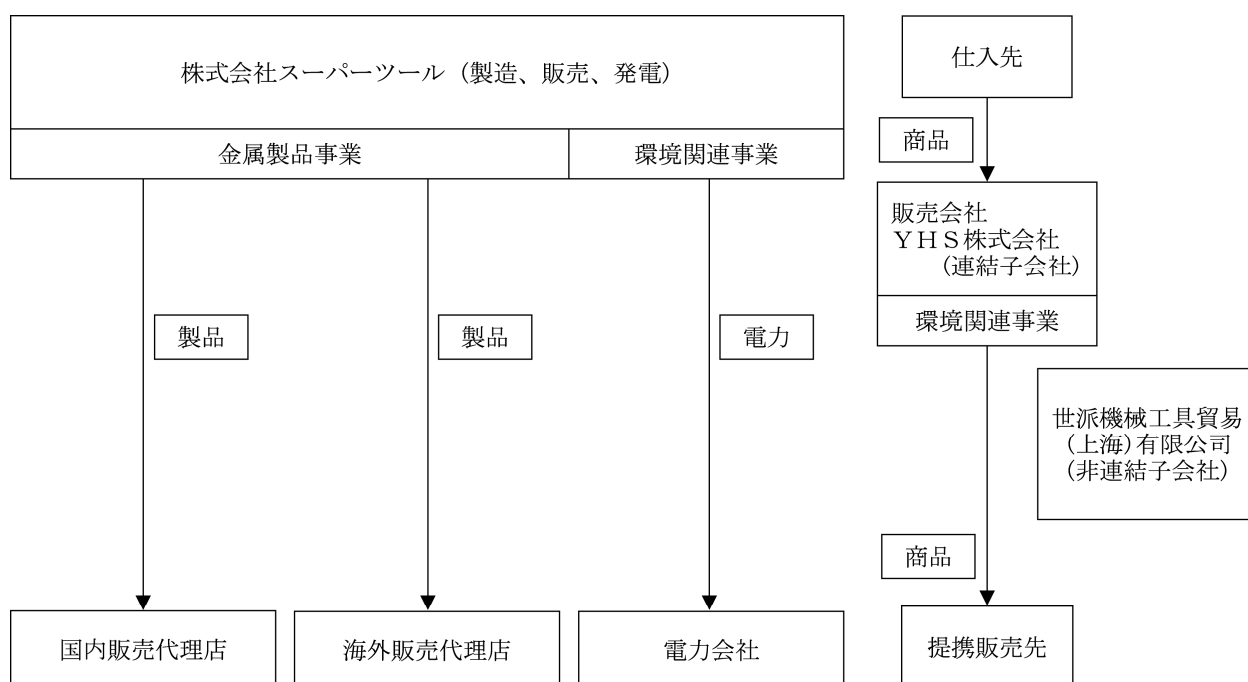 株式会社スーパーツール（製造、販売、発電）
金属製品事業
環境関連事業
製品
製品
電力
国内販売代理店
海外販売代理店
電力会社
仕入先
商品
販売会社
ＹＨＳ株式会社
（連結子会社）
環境関連事業
世派機械工具貿易
（上海）有限公司
（非連結子会社）
商品
提携販売先